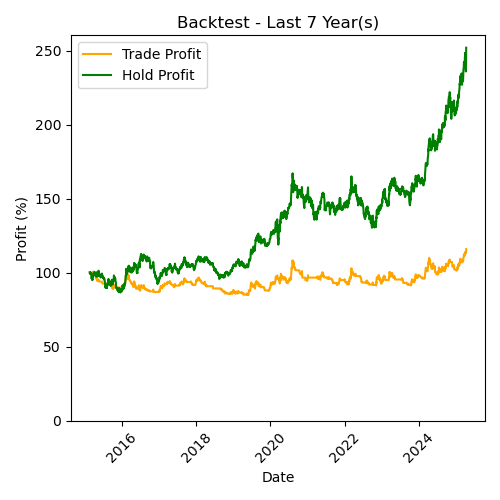 Backtest - Last 7 Year(s)
Trade Profit
Hold Profit
Profit (%)
250
200
150
100
50
0
2016
2018
2020
2022
2024
Date